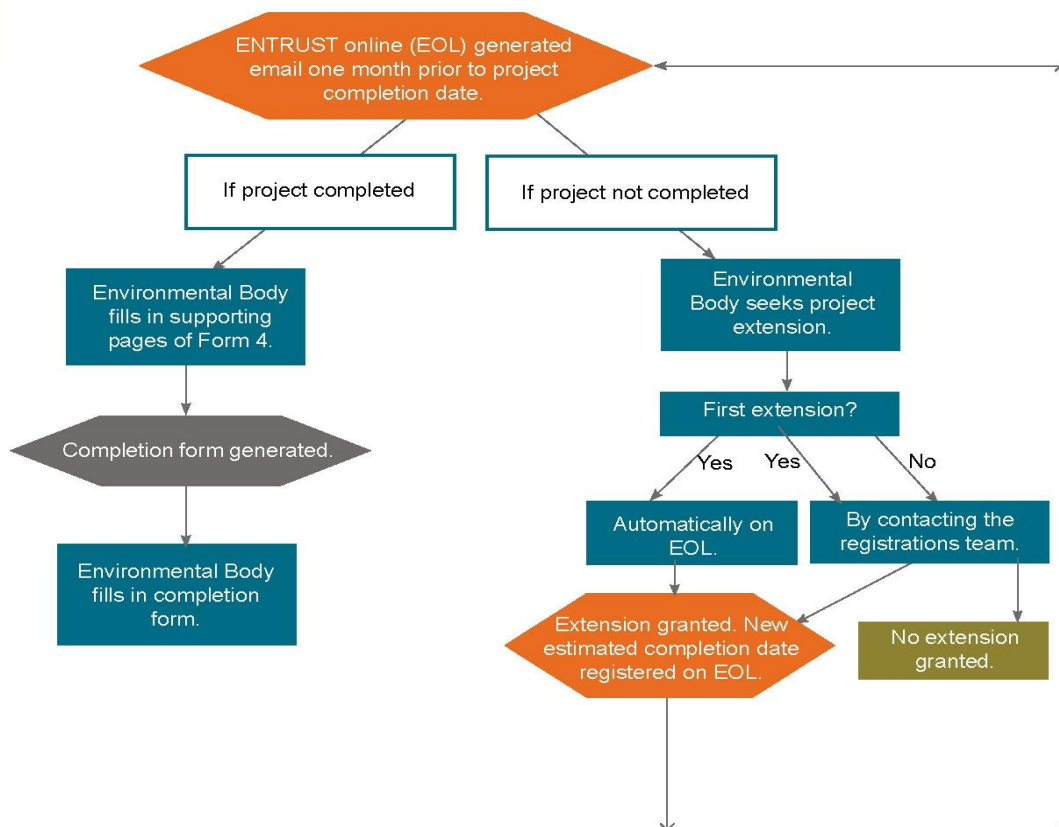 ENTRUST online (EOL) generated
email one month prior to project
completion date.
If project completed
If project not completed
Environmental Body
fills in supporting
pages of Form 4.
Environmental
Body seeks project
extension.
First extension?
Completion form generated.
Yes
Yes
No
Automatically on
EOL.
By contacting the
registrations team.
Environmental Body
fills in completion
form.
Extension granted. New
estimated completion date
registered on EOL.
No extension
granted.